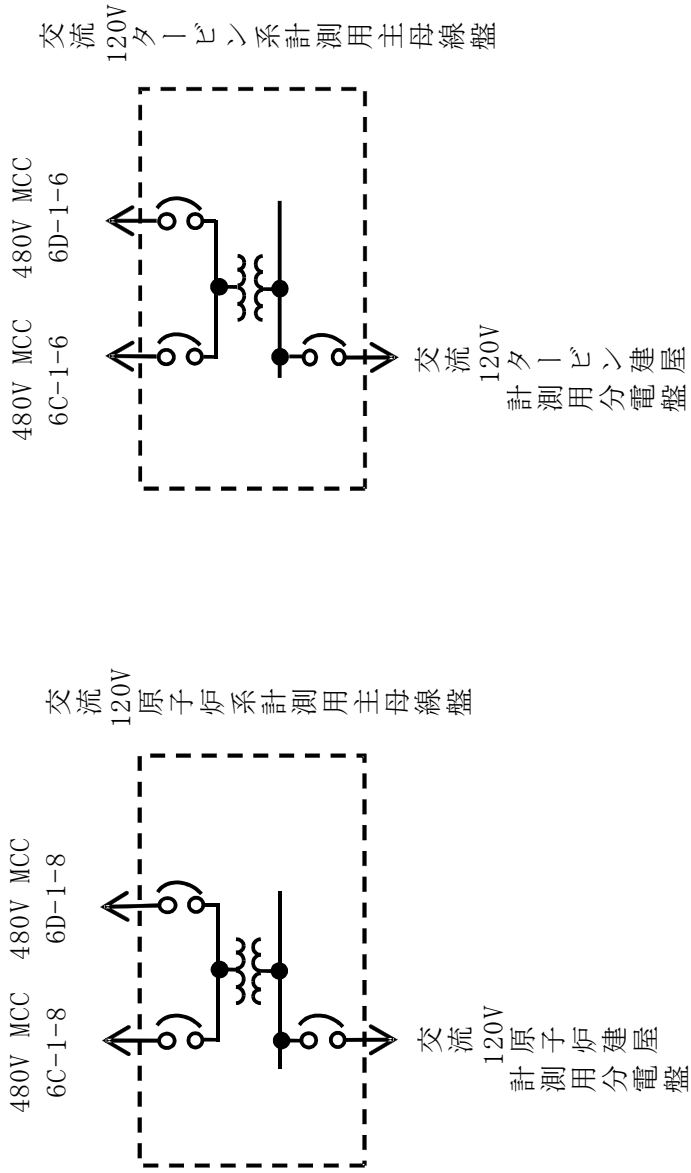 交流120V原子炉系計測用主母線盤
480V MCC
6C-1-8
480V MCC
6D-1-8
交流120V原子炉建屋
計測用分電盤
交流120Vタービン系計測用主母線盤
480V MCC
6C-1-6
480V MCC
6D-1-6
交流120Vタービン建屋
計測用分電盤